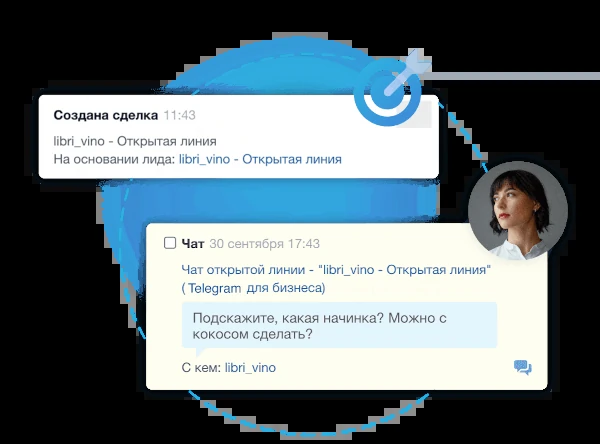 Создана сделка 11:43
libri_vino - Открытая линия
На основании лида: libri_vino - Открытая линия
Чат 30 сентября 17:43
Чат открытой линии - "libri_vino - Открытая линия"
( Telegram для бизнеса)
Подскажите, какая начинка? Можно с
кокосом сделать?
С кем: libri_vino